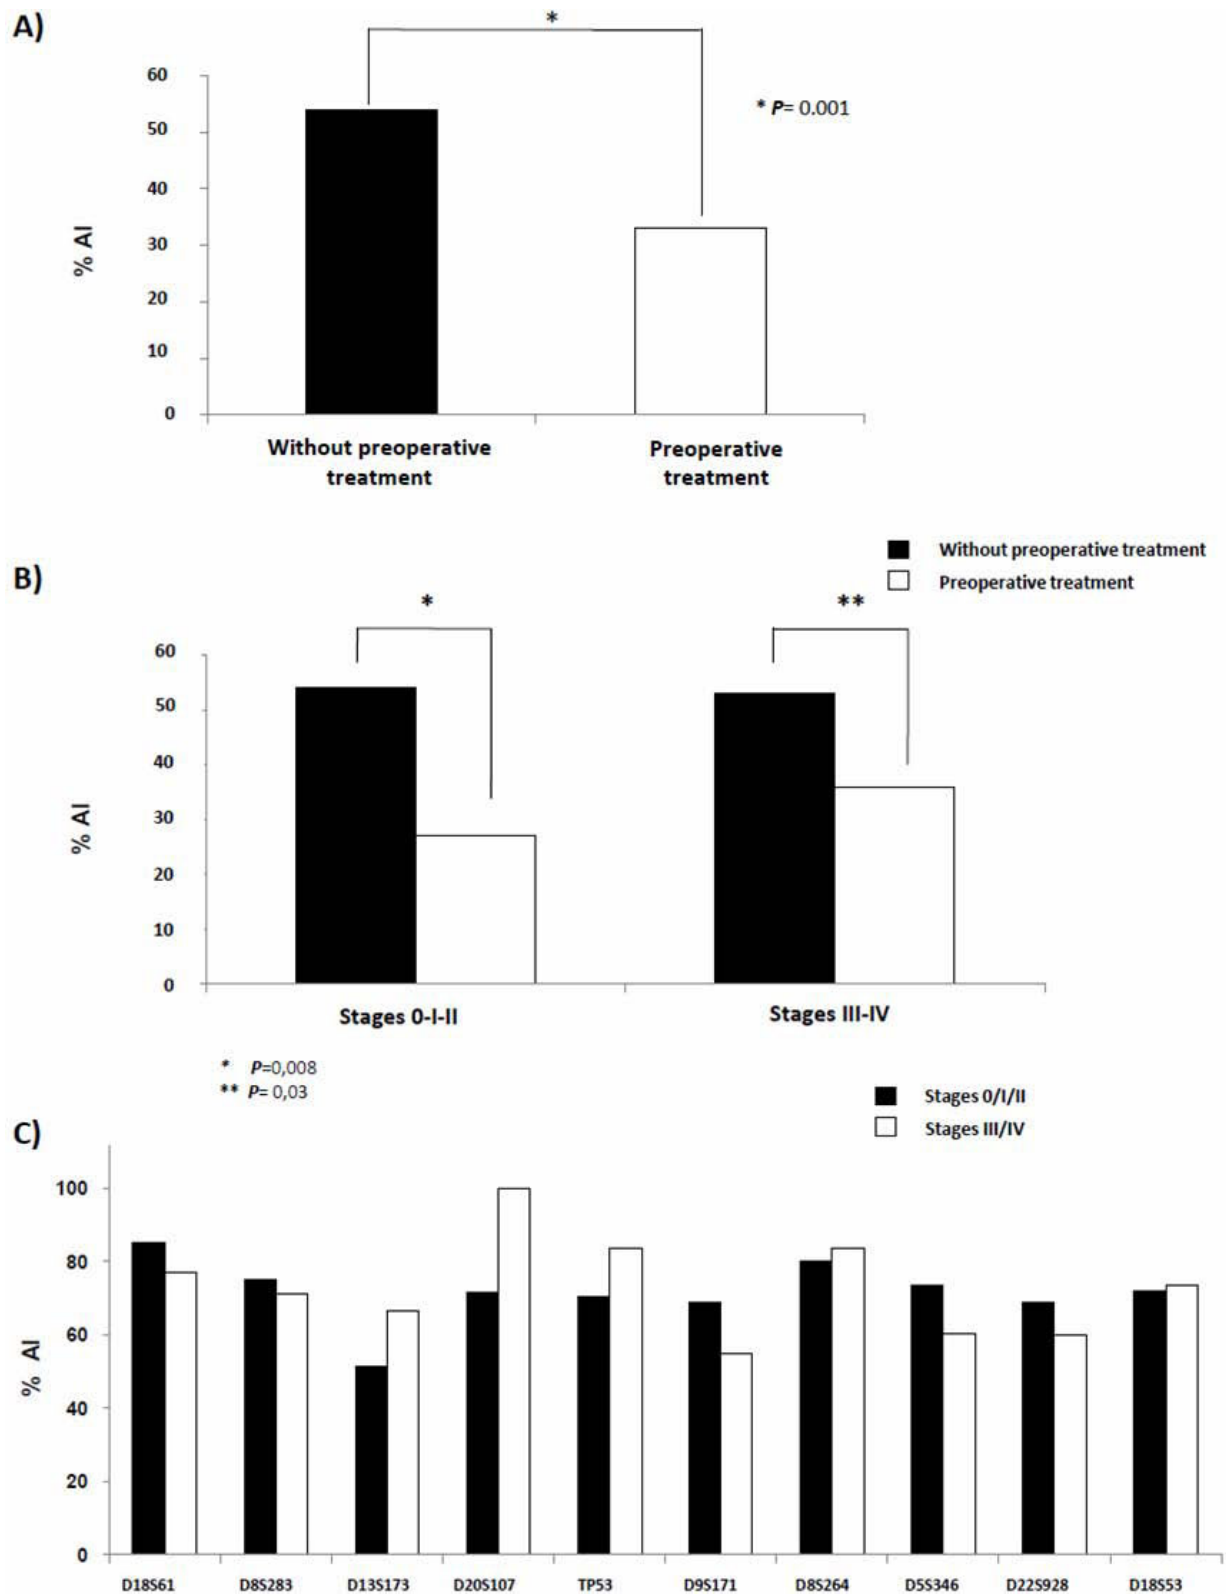 A)
*
60
* P= 0.001
50
40
30
20
10
0
% AI
Without preoperative
treatment
Preoperative
treatment
B)
Without preoperative treatment
Preoperative treatment
*
**
60
50
40
30
20
10
0
% AI
Stages 0-I-II
Stages III-IV
* P=0,008
** P= 0,03
C)
Stages 0/I/II
Stages III/IV
100
80
60
40
20
0
% AI
D18S61 D8S283 D13S173 D20S107 TP53 D9S171 D8S264 D5S346 D22S928 D18S53